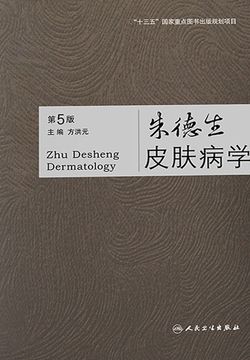 “十三五”国家重点图书出版规划项目
第5版
主 编 方洪元
朱德生
皮肤病学
Zhu Desheng
Dermatology
人民卫生出版社